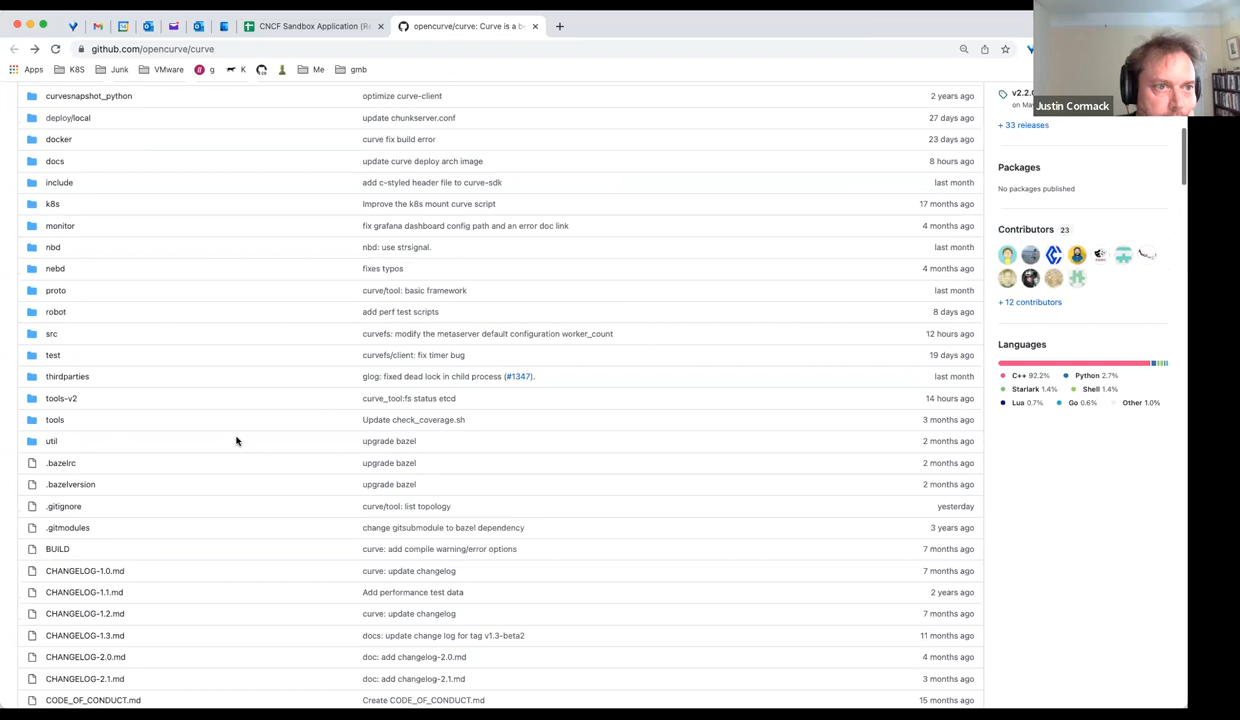 CNCF Sandbox Application (Re
opencurve/curve: Curve is a be
github.com/opencurve/curve
Apps K8S Junk VMware g K Me gmb
curvesnapshot_python optimize curve-client 2 years ago
deploy/local update chunkserver.conf 27 days ago
docker curve fix build error 23 days ago
docs update curve deploy arch image 8 hours ago
include add c-styled header file to curve-sdk last month
k8s Improve the k8s mount curve script 17 months ago
monitor fix grafana dashboard config path and an error doc link 4 months ago
nbd nbd: use strsignal. last month
nebd fixes typos 4 months ago
proto curve/tool: basic framework last month
robot add perf test scripts 8 days ago
src curvefs: modify the metaserver default configuration worker_count 12 hours ago
test curvefs/client: fix timer bug 19 days ago
thirdparties glog: fixed dead lock in child process (#1347). last month
tools-v2 curve_tool:fs status etcd 14 hours ago
tools Update check_coverage.sh 3 months ago
util upgrade bazel 2 months ago
.bazelrc upgrade bazel 2 months ago
.bazelversion upgrade bazel 2 months ago
.gitignore curve/tool: list topology yesterday
.gitmodules change gitsubmodule to bazel dependency 3 years ago
BUILD curve: add compile warning/error options 7 months ago
CHANGELOG-1.0.md curve: update changelog 7 months ago
CHANGELOG-1.1.md Add performance test data 2 years ago
CHANGELOG-1.2.md curve: update changelog 7 months ago
CHANGELOG-1.3.md docs: update change log for tag v1.3-beta2 11 months ago
CHANGELOG-2.0.md doc: add changelog-2.0.md 4 months ago
CHANGELOG-2.1.md doc: add changelog-2.1.md 3 months ago
CODE_OF_CONDUCT.md Create CODE_OF_CONDUCT.md 15 months ago
Justin Cormack
v2.2.0
on Ma
+ 33 releases
Packages
No packages published
Contributors 23
+ 12 contributors
Languages
C++ 92.2% Python 2.7%
Starlark 1.4% Shell 1.4%
Lua 0.7% Go 0.6% Other 1.0%